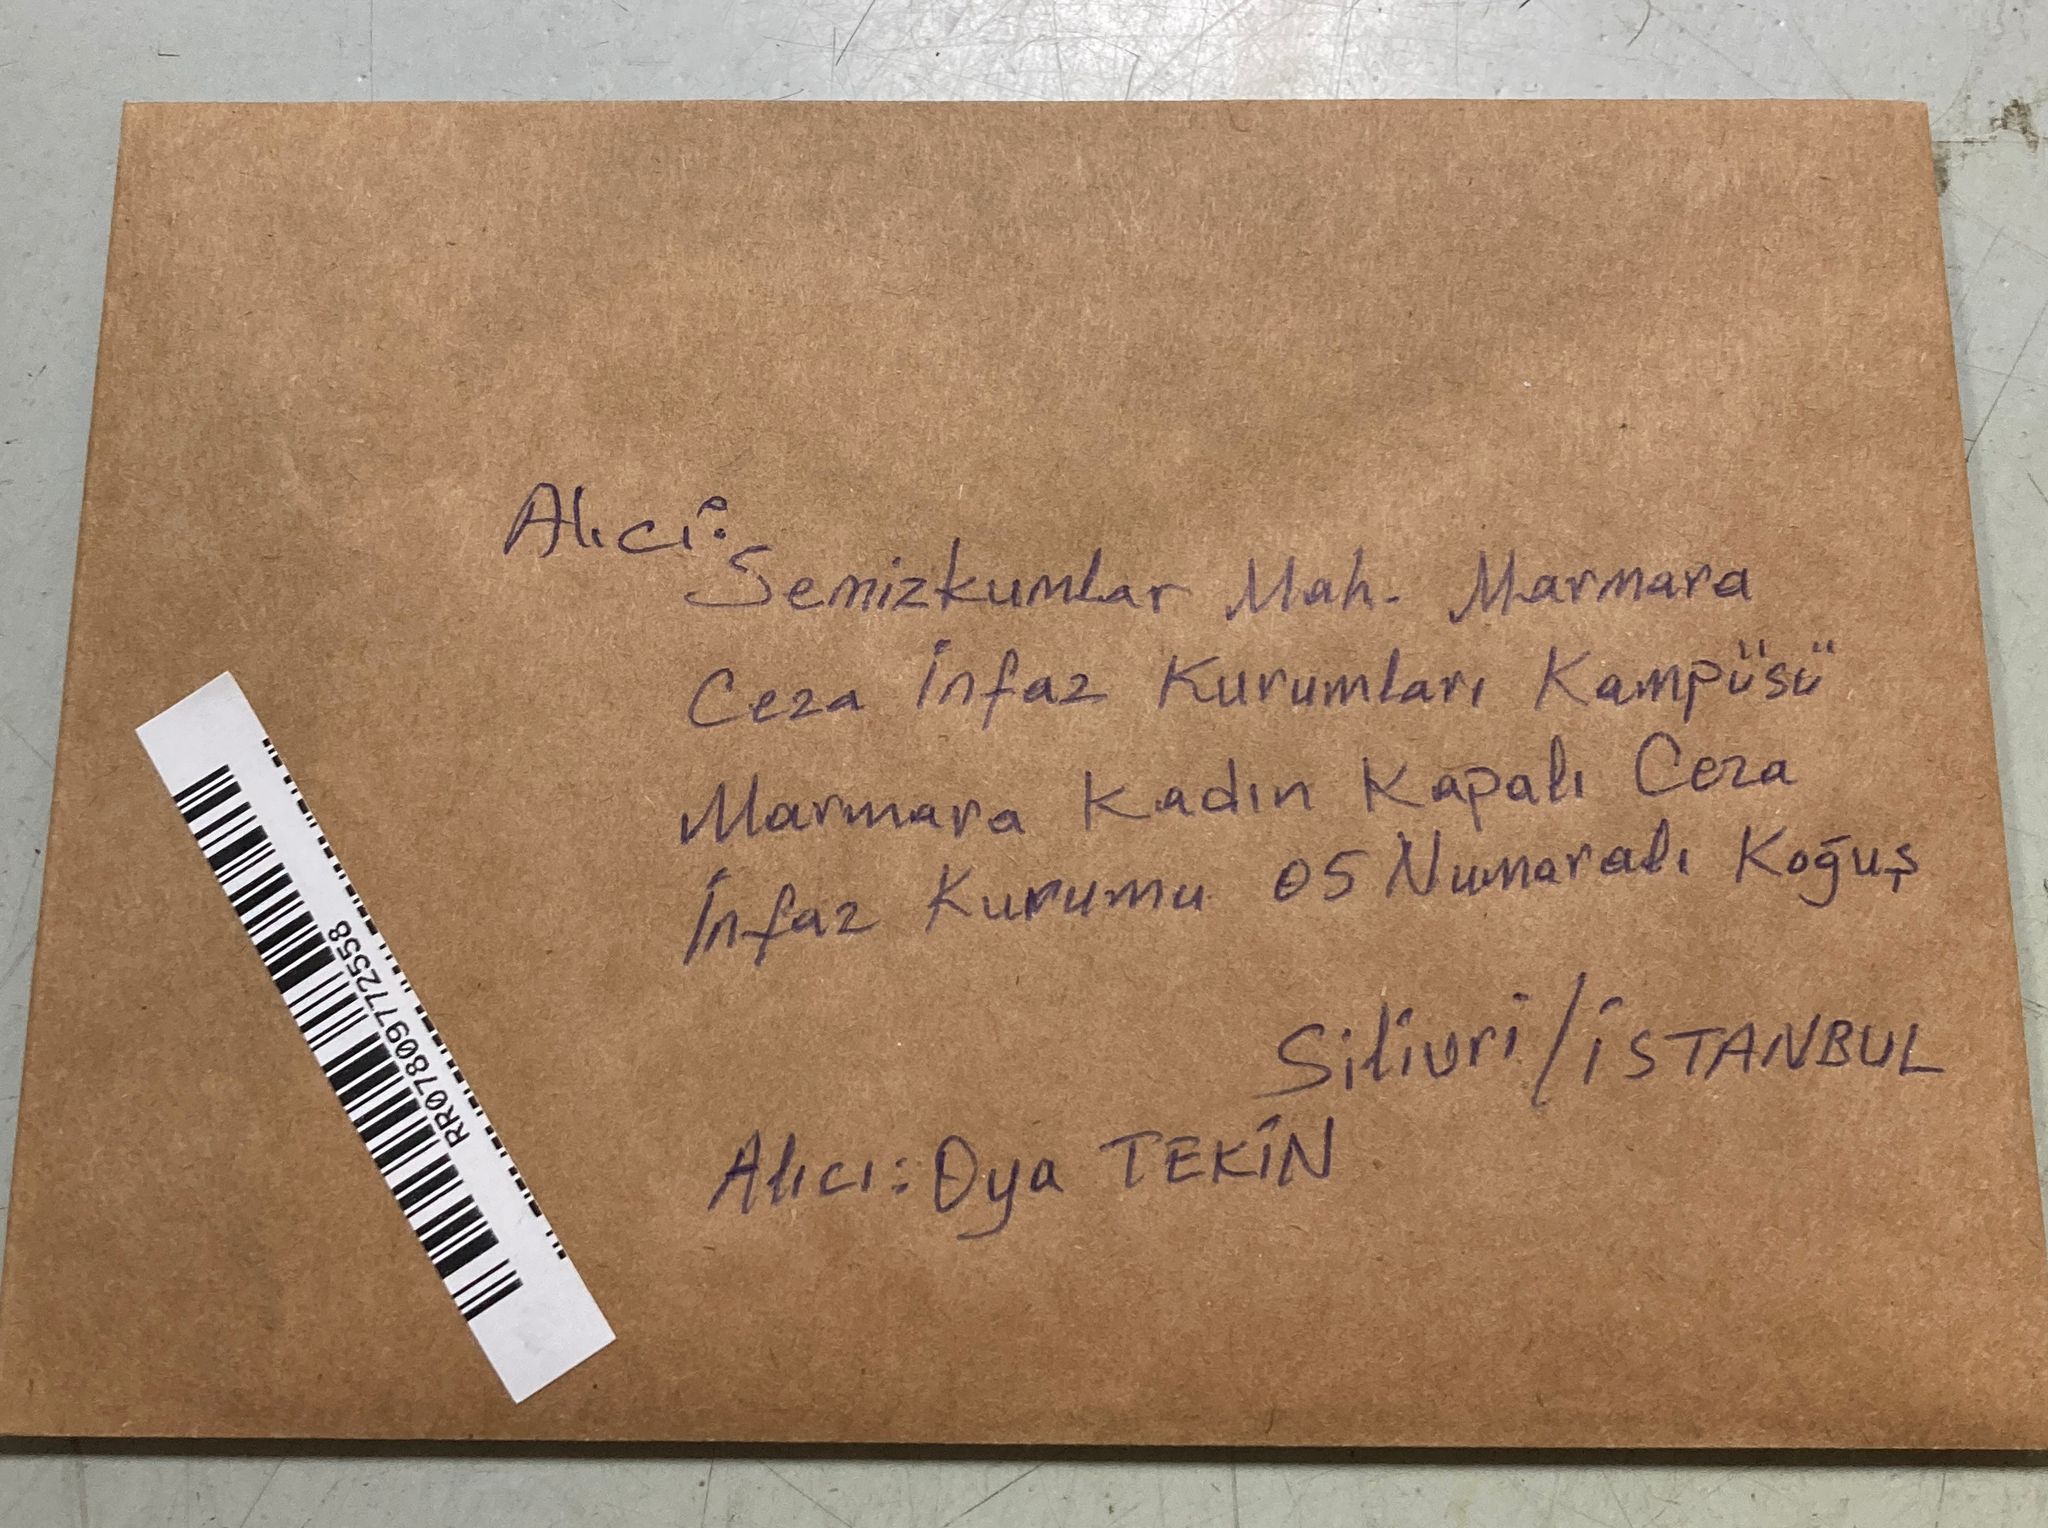 Alıcı:
Semizkumlar Mah. Marmara
Ceza İnfaz Kurumları Kampüsü
Marmara Kadın Kapalı Ceza
İnfaz Kurumu 05 Numaralı Koğuş
Silivri/İSTANBUL
Alıcı: Oya TEKİN
RR07809772558